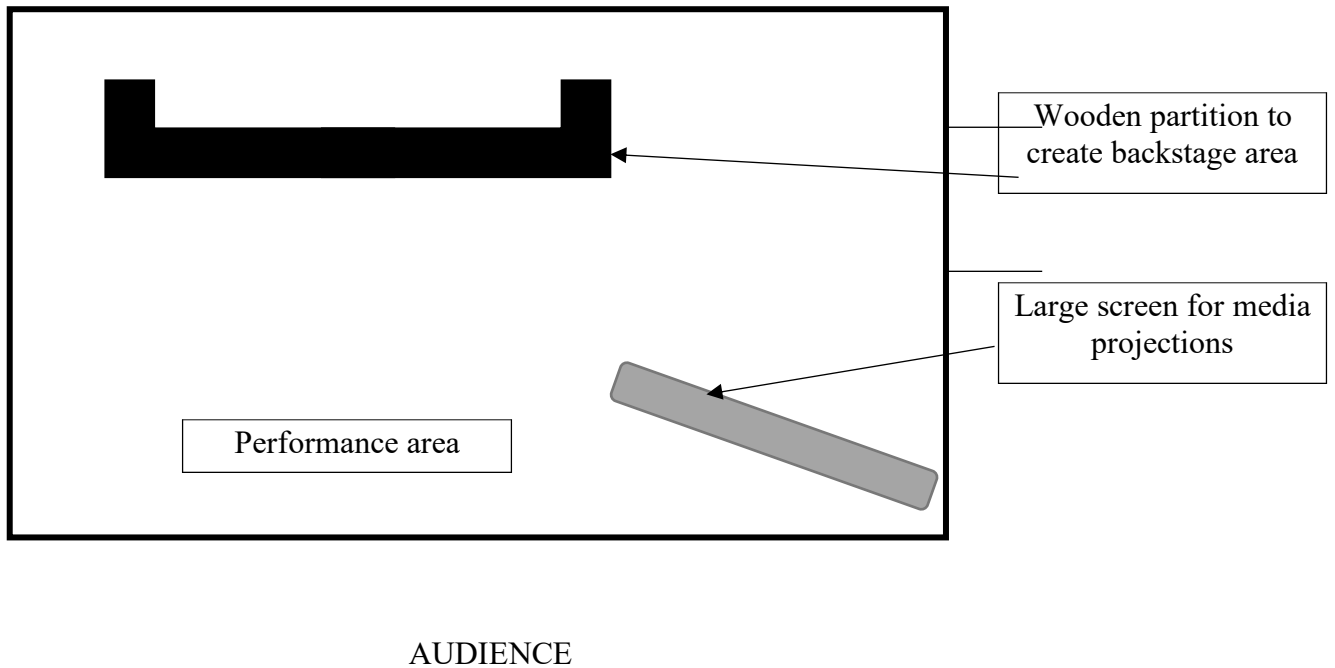 Wooden partition to
create backstage area
Large screen for media
projections
Performance area
AUDIENCE